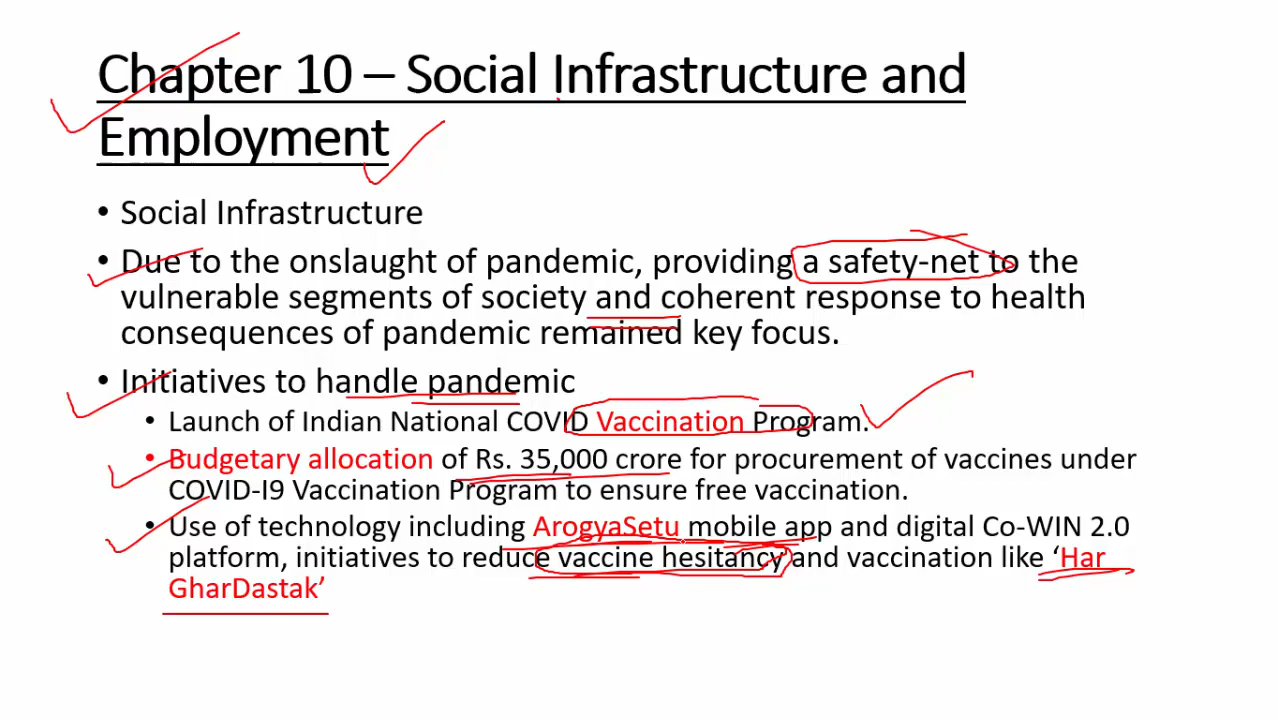 Chapter 10 – Social Infrastructure and
Employment
• Social Infrastructure
• Due to the onslaught of pandemic, providing a safety-net to the
vulnerable segments of society and coherent response to health
consequences of pandemic remained key focus.
• Initiatives to handle pandemic
• Launch of Indian National COVID Vaccination Program.
• Budgetary allocation of Rs. 35,000 crore for procurement of vaccines under
COVID-I9 Vaccination Program to ensure free vaccination.
• Use of technology including ArogyaSetu mobile app and digital Co-WIN 2.0
platform, initiatives to reduce vaccine hesitancy and vaccination like ‘Har
GharDastak’